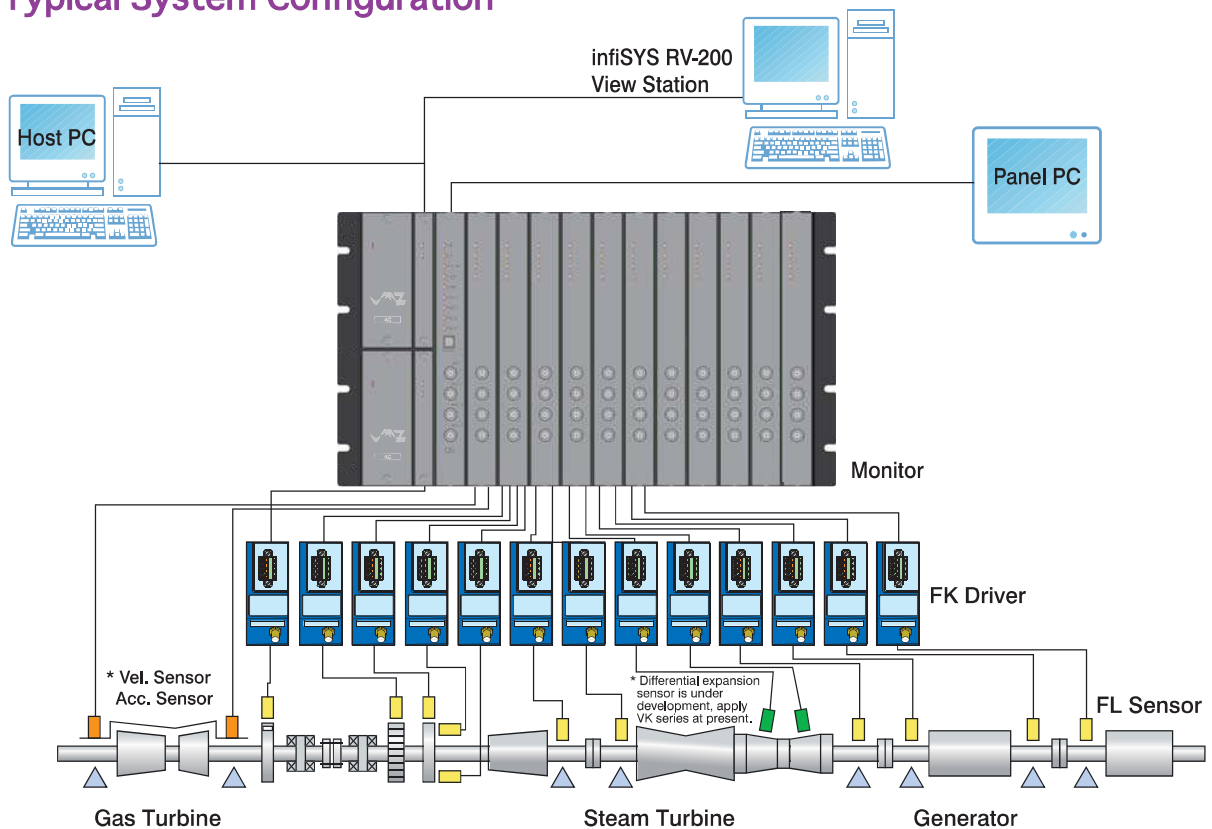 Typical System Configuration
infiSYS RV-200
View Station
Host PC
Panel PC
Monitor
FK Driver
* Vel. Sensor
Acc. Sensor
* Differential expansion
sensor is under
development, apply
VK series at present.
FL Sensor
Gas Turbine
Steam Turbine
Generator